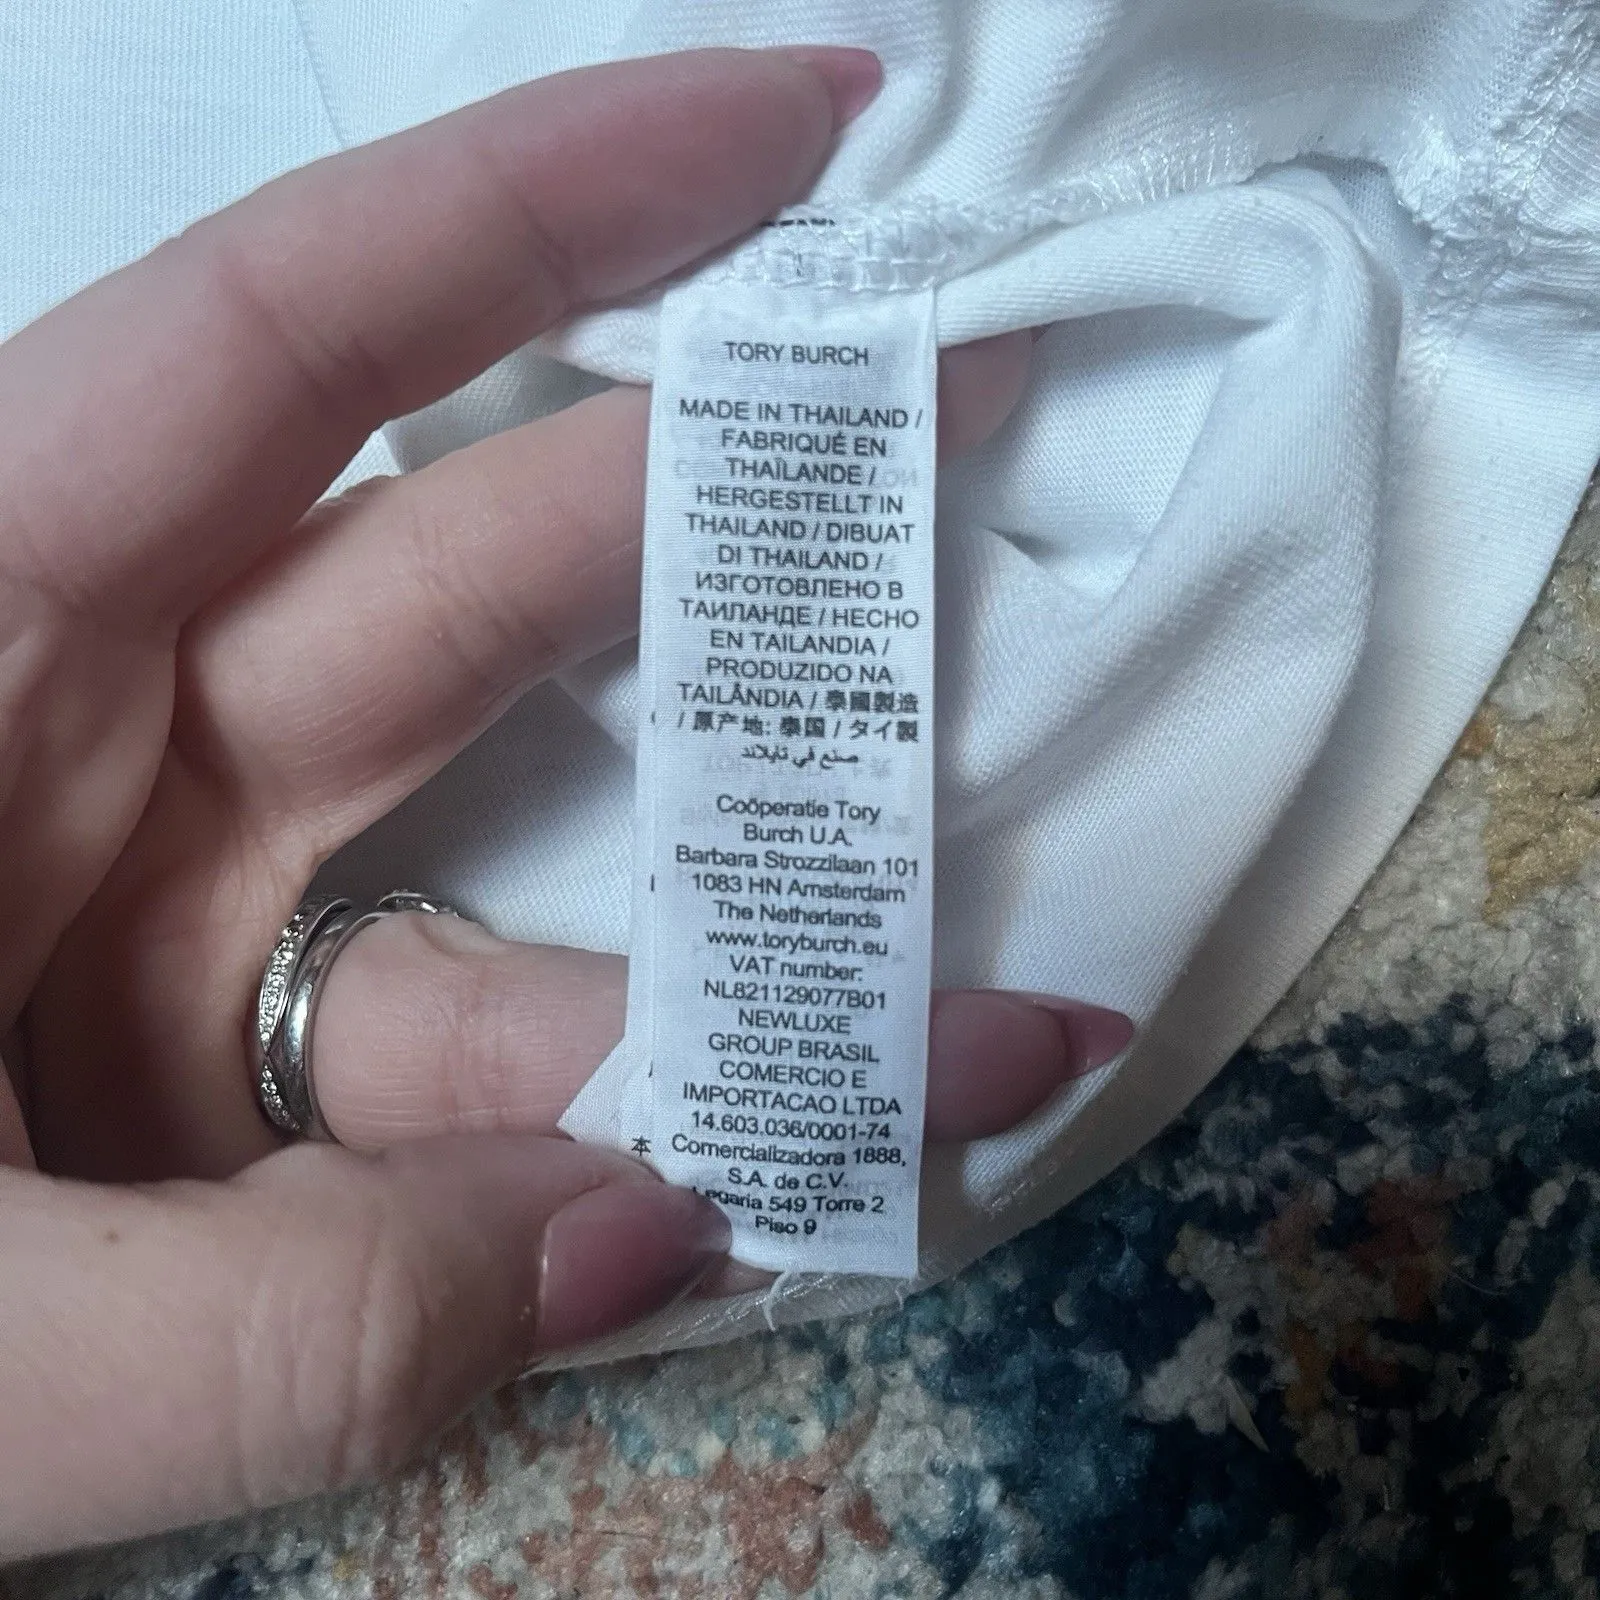 TORY BURCH
MADE IN THAILAND /
FABRIQUÉ EN
THAÏLANDE /
HERGESTELLT IN
THAILAND / DIBUAT
DI THAILAND /
ИЗГОТОВЛЕНО В
ТАИЛАНДЕ / HECHO
EN TAILANDIA /
PRODUZIDO NA
TAILÂNDIA / 泰國製造
/ 原产地: 泰国 / タイ製
صنع في تايلاند
Coöperatie Tory
Burch U.A.
Barbara Strozzilaan 101
1083 HN Amsterdam
The Netherlands
www.toryburch.eu
VAT number:
NL821129077B01
NEWLUXE
GROUP BRASIL
COMERCIO E
IMPORTACAO LTDA
14.603.036/0001-74
本
Comercializadora 1888,
S.A. de C.V.
Legaria 549 Torre 2
Piso 9